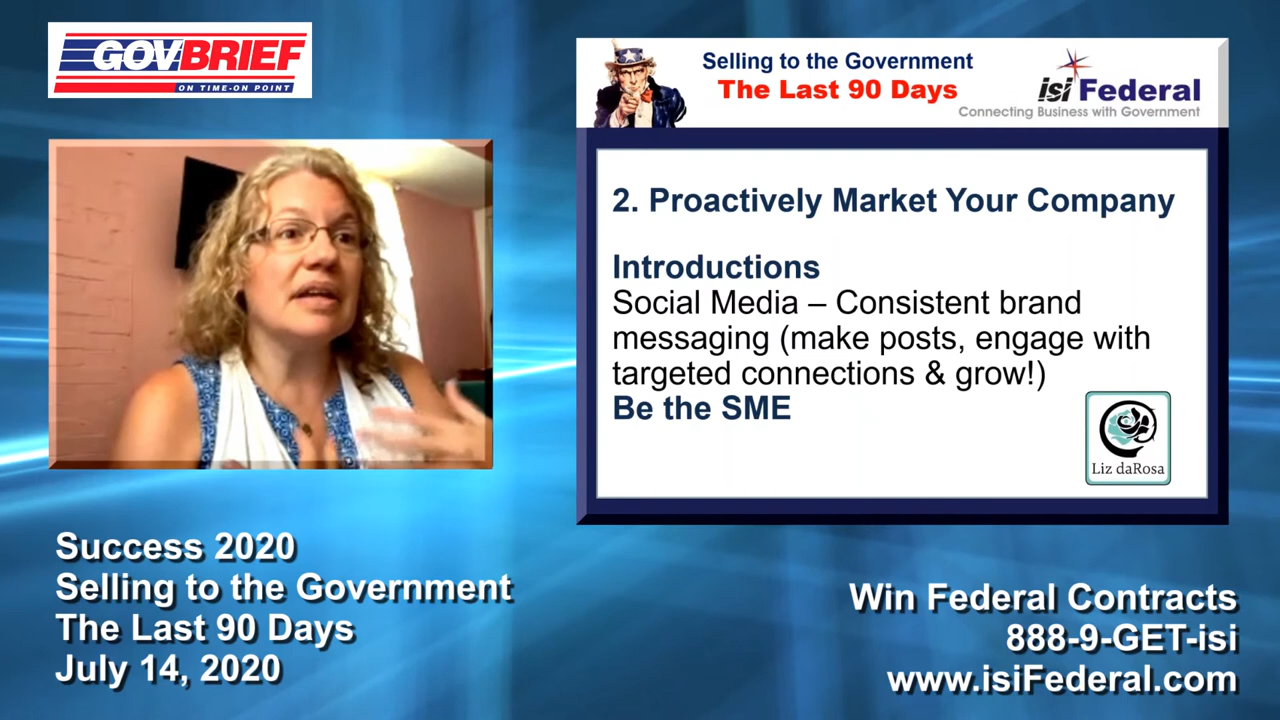 GOVBRIEF
ON TIME-ON POINT
Selling to the Government
The Last 90 Days
isi Federal
Connecting Business with Government
2. Proactively Market Your Company
Introductions
Social Media – Consistent brand
messaging (make posts, engage with
targeted connections & grow!)
Be the SME
Liz daRosa
Success 2020
Selling to the Government
The Last 90 Days
July 14, 2020
Win Federal Contracts
888-9-GET-isi
www.isiFederal.com